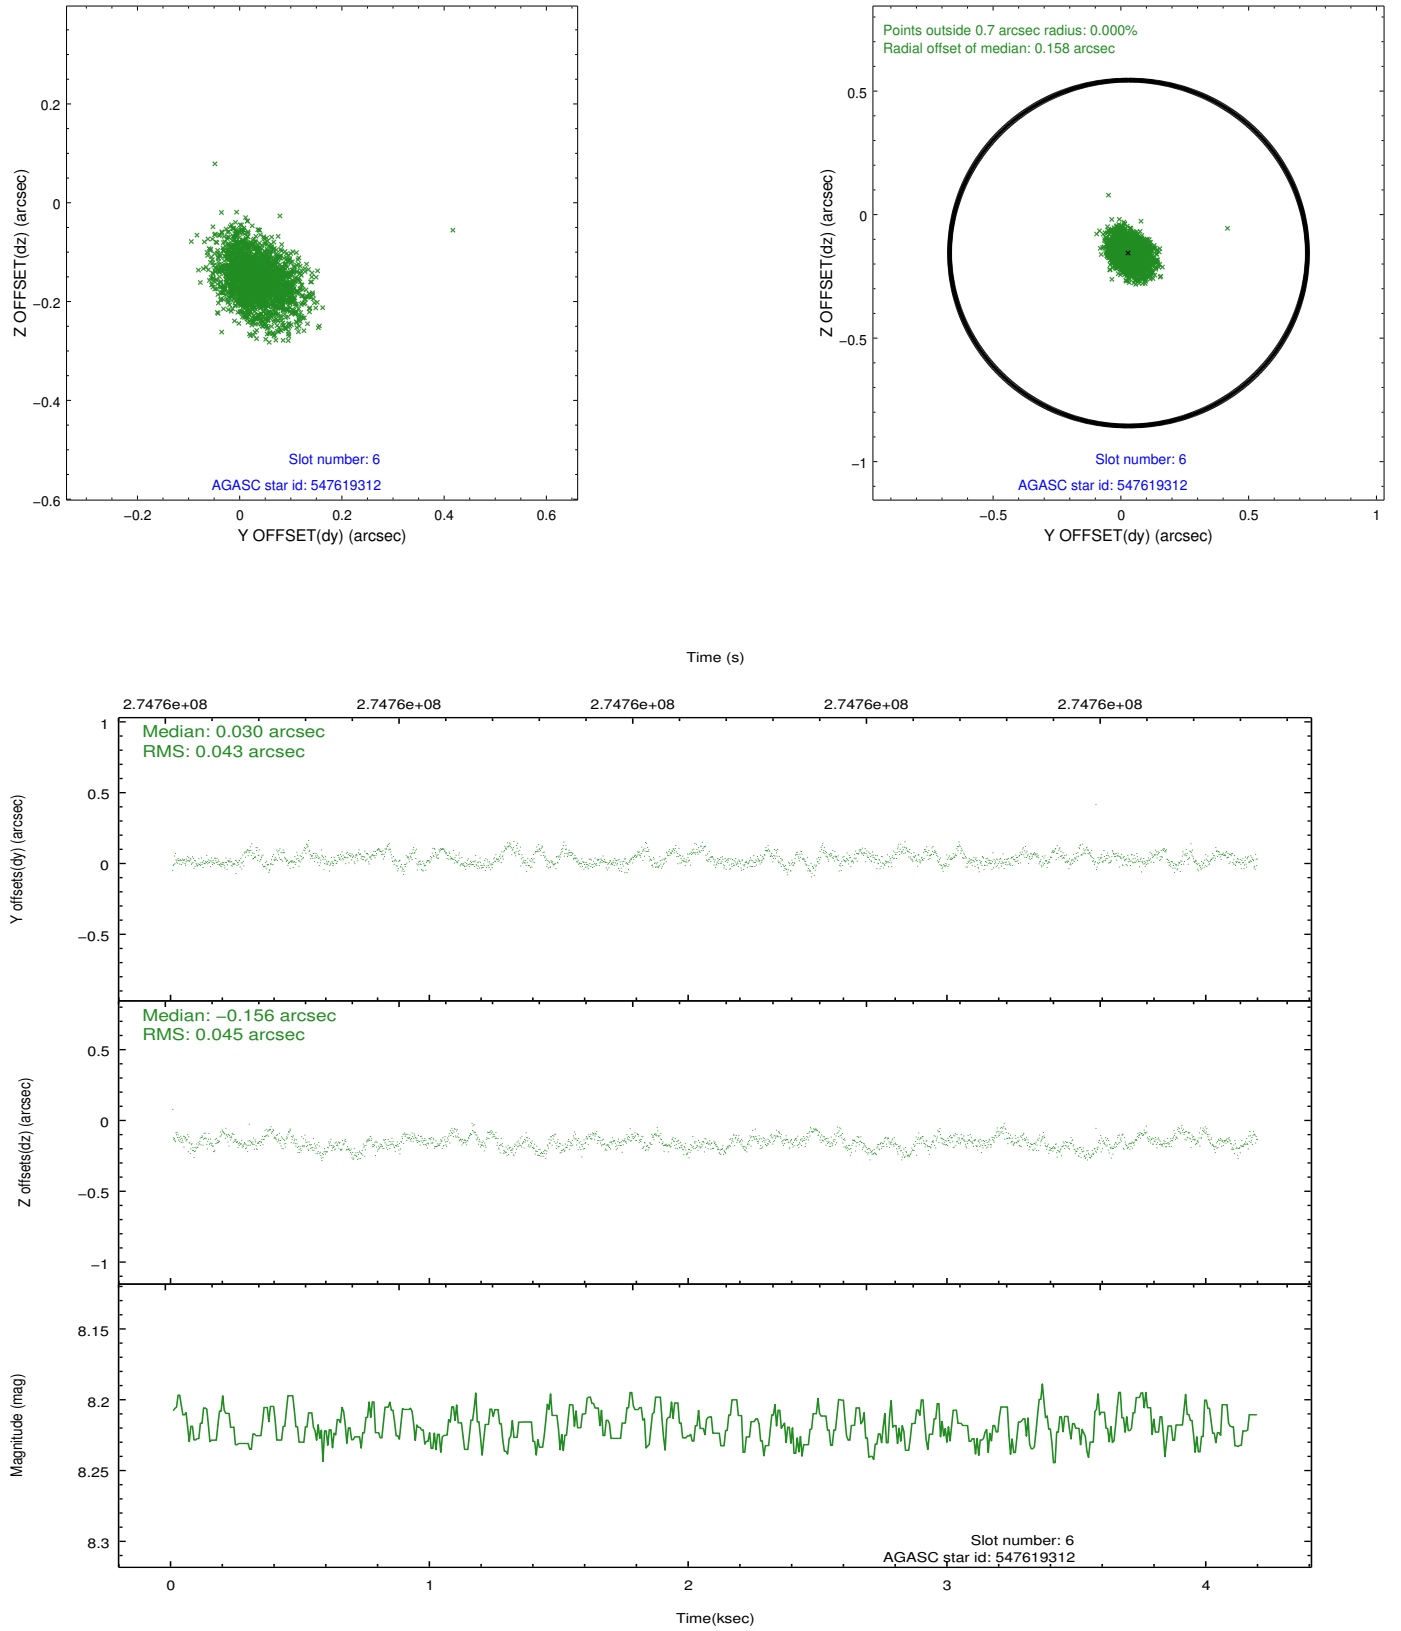 0.2
0
−0.2
−0.4
−0.6
Z OFFSET(dz) (arcsec)
Slot number: 6
AGASC star id: 547619312
−0.2 0 0.2 0.4 0.6
Y OFFSET(dy) (arcsec)
Points outside 0.7 arcsec radius: 0.000%
Radial offset of median: 0.158 arcsec
0.5
0
−0.5
−1
Z OFFSET(dz) (arcsec)
Slot number: 6
AGASC star id: 547619312
−0.5 0 0.5 1
Y OFFSET(dy) (arcsec)
Time (s)
2.7476e+08 2.7476e+08 2.7476e+08 2.7476e+08 2.7476e+08
Median: 0.030 arcsec
RMS: 0.043 arcsec
1
0.5
0
−0.5
Y offsets(dy) (arcsec)
Median: −0.156 arcsec
RMS: 0.045 arcsec
0.5
0
−0.5
−1
Z offsets(dz) (arcsec)
8.15
8.2
8.25
8.3
Magnitude (mag)
Slot number: 6
AGASC star id: 547619312
0 1 2 3 4
Time(ksec)